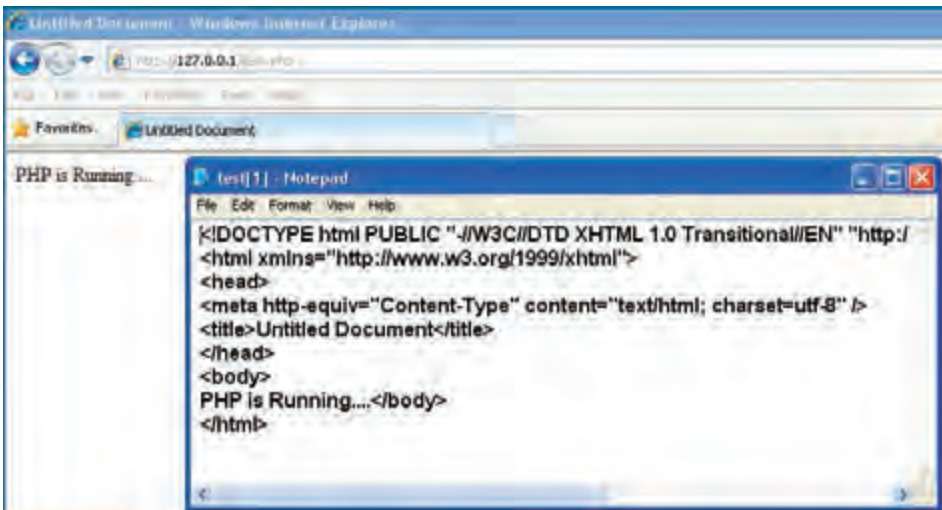 Untitled Document - Windows Internet Explorer
127.0.0.1
Favorites
Untitled Document
PHP is Running....
test[1] - Notepad
File Edit Format View Help
<!DOCTYPE html PUBLIC "-//W3C//DTD XHTML 1.0 Transitional//EN" "http:/
<html xmlns="http://www.w3.org/1999/xhtml">
<head>
<meta http-equiv="Content-Type" content="text/html; charset=utf-8" />
<title>Untitled Document</title>
</head>
<body>
PHP is Running....</body>
</html>